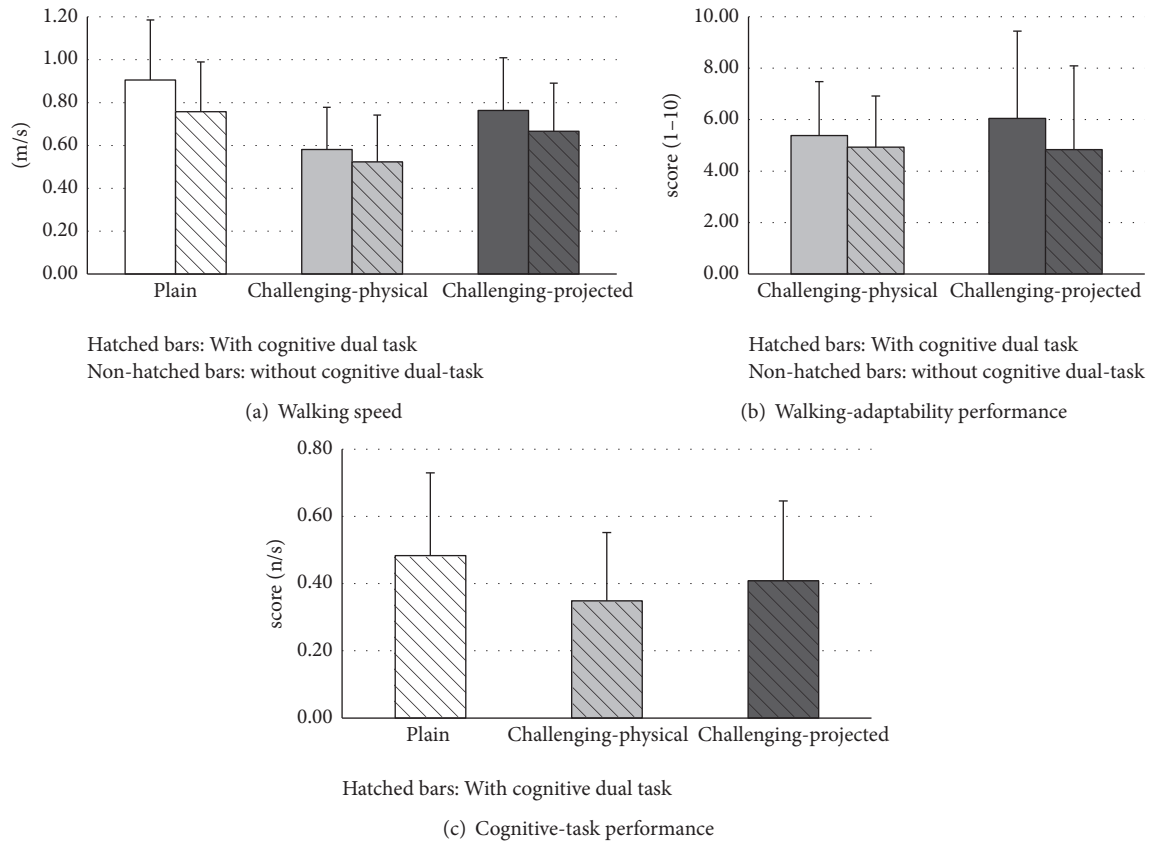 1.20
1.00
0.80
0.60
0.40
0.20
0.00
(m/s)
Plain Challenging-physical Challenging-projected
Hatched bars: With cognitive dual task
Non-hatched bars: without cognitive dual-task
(a) Walking speed
10.00
8.00
6.00
4.00
2.00
0.00
score (1–10)
Challenging-physical Challenging-projected
Hatched bars: With cognitive dual task
Non-hatched bars: without cognitive dual-task
(b) Walking-adaptability performance
0.80
0.60
0.40
0.20
0.00
score (n/s)
Plain Challenging-physical Challenging-projected
Hatched bars: With cognitive dual task
(c) Cognitive-task performance